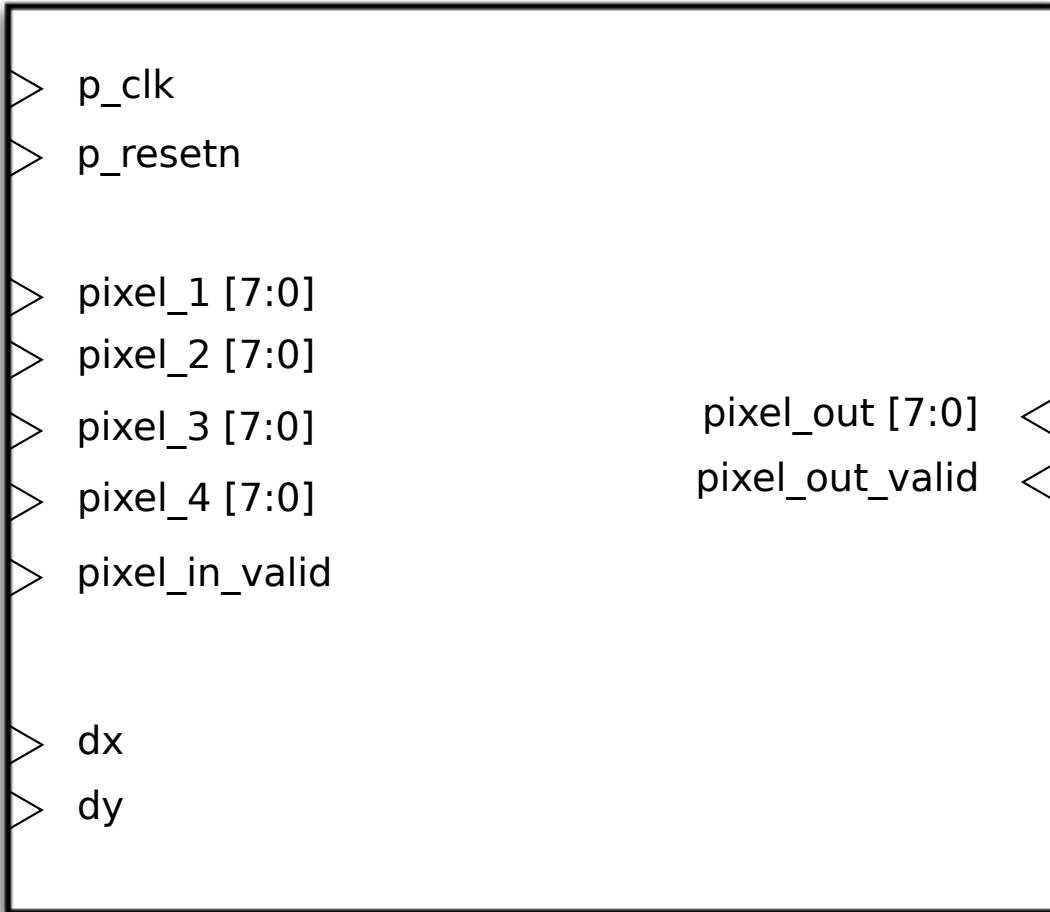 p_clk
p_resetn
pixel_1 [7:0]
pixel_2 [7:0]
pixel_3 [7:0]
pixel_4 [7:0]
pixel_in_valid
dx
dy
pixel_out [7:0]
pixel_out_valid